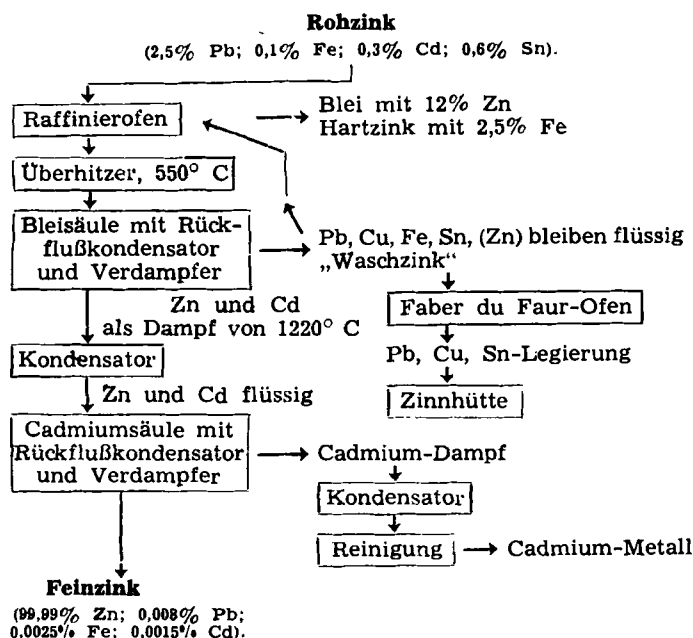 Rohzink
(2,5% Pb; 0,1% Fe; 0,3% Cd; 0,6% Sn).
Raffinierofen
Blei mit 12% Zn
Hartzink mit 2,5% Fe
Überhitzer, 550° C
Bleisäule mit Rück-
flußkondensator
und Verdampfer
Pb, Cu, Fe, Sn, (Zn) bleiben flüssig
„Waschzink“
Zn und Cd
als Dampf von 1220° C
Faber du Faur-Ofen
Pb, Cu, Sn-Legierung
Zinnhütte
Kondensator
Zn und Cd flüssig
Cadmiumsäule mit
Rückflußkondensator
und Verdampfer
Cadmium-Dampf
Kondensator
Reinigung
Cadmium-Metall
Feinzink
(99,99% Zn; 0,008% Pb;
0,0025% Fe; 0,0015% Cd).